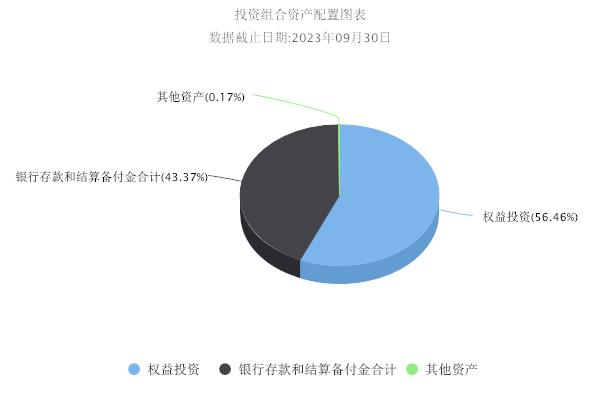 投资组合资产配置图表
数据截止日期:2023年09月30日
其他资产(0.17%)
银行存款和结算备付金合计(43.37%)
权益投资(56.46%)
权益投资 银行存款和结算备付金合计 其他资产